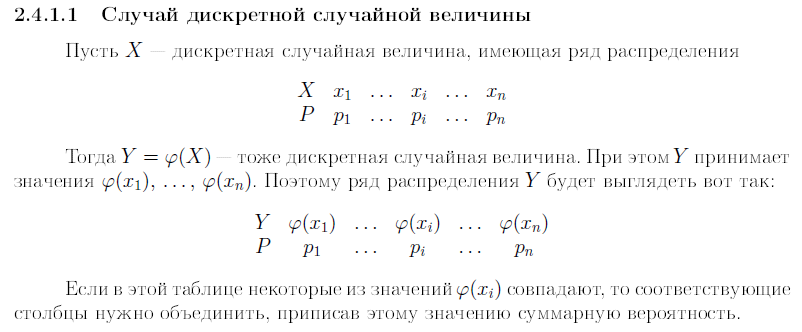 2.4.1.1 Случай дискретной случайной величины
Пусть X — дискретная случайная величина, имеющая ряд распределения
X x₁ … xᵢ … xₙ
P p₁ … pᵢ … pₙ
Тогда Y = φ(X) — тоже дискретная случайная величина. При этом Y принимает
значения φ(x₁), …, φ(xₙ). Поэтому ряд распределения Y будет выглядеть вот так:
Y φ(x₁) … φ(xᵢ) … φ(xₙ)
P p₁ … pᵢ … pₙ
Если в этой таблице некоторые из значений φ(xᵢ) совпадают, то соответствующие
столбцы нужно объединить, приписав этому значению суммарную вероятность.